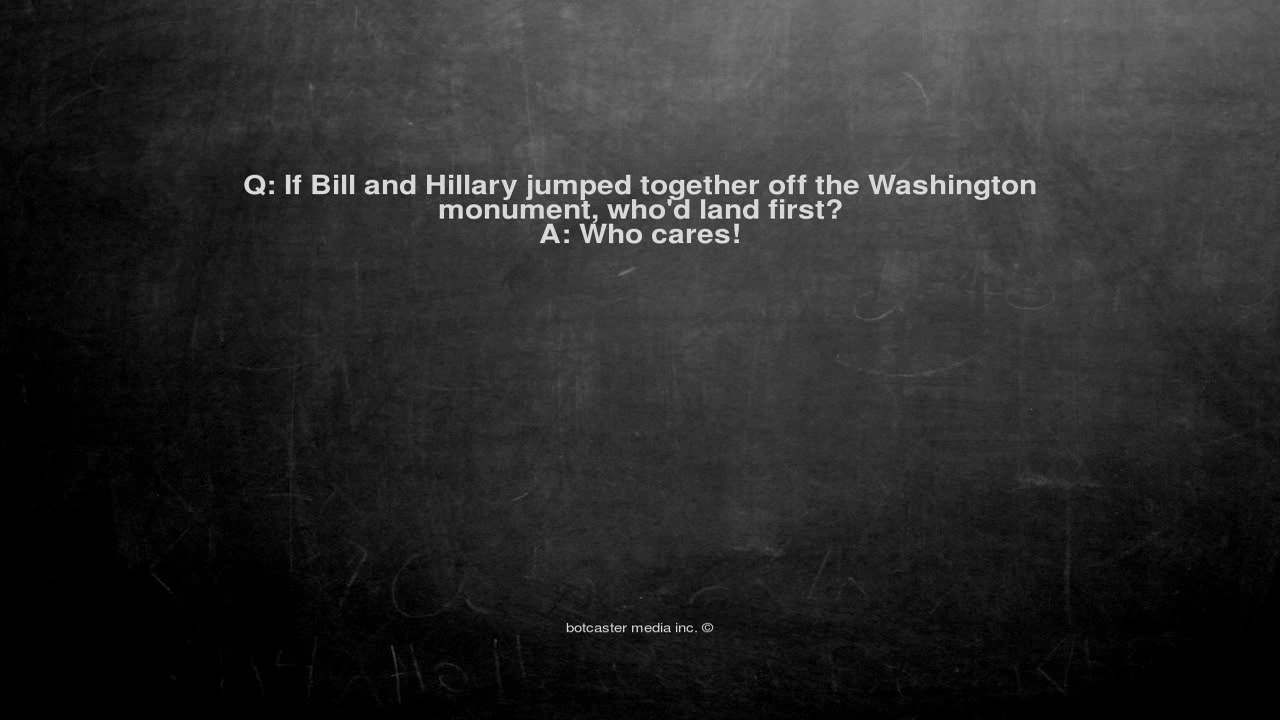 Q: If Bill and Hillary jumped together off the Washington
monument, who'd land first?
A: Who cares!
botcaster media inc. ©